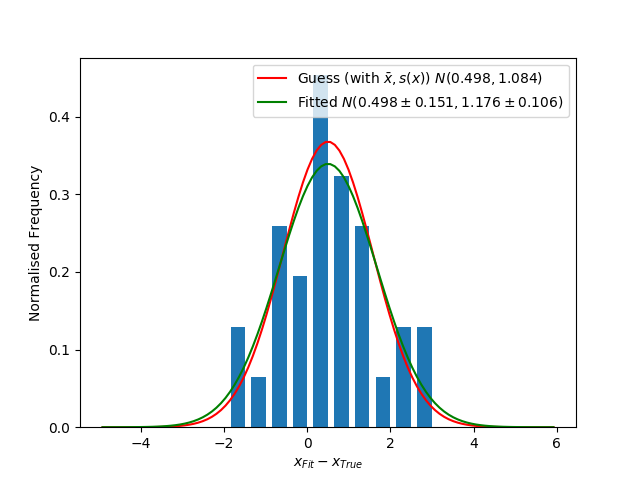 Guess (with x̄, s(x)) N(0.498, 1.084)
Fitted N(0.498 ± 0.151, 1.176 ± 0.106)
Normalised Frequency
0.4
0.3
0.2
0.1
0.0
−4 −2 0 2 4 6
x_Fit − x_True